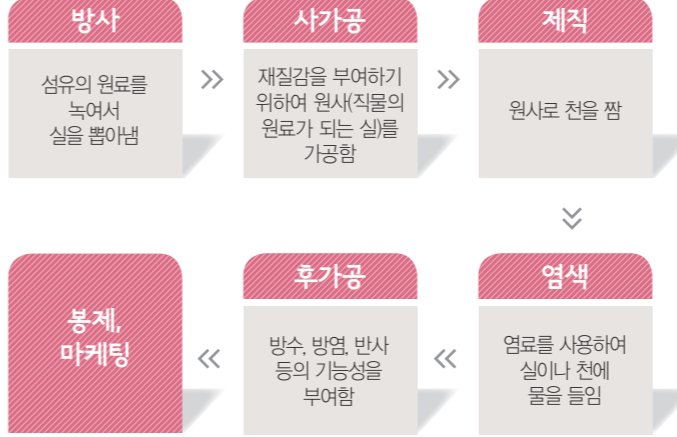 방사
섬유의 원료를
녹여서
실을 뽑아냄
사가공
재질감을 부여하기
위하여 원사(직물의
원료가 되는 실)를
가공함
제직
원사로 천을 짬
염색
염료를 사용하여
실이나 천에
물을 들임
후가공
방수, 방염, 반사
등의 기능성을
부여함
봉제,
마케팅